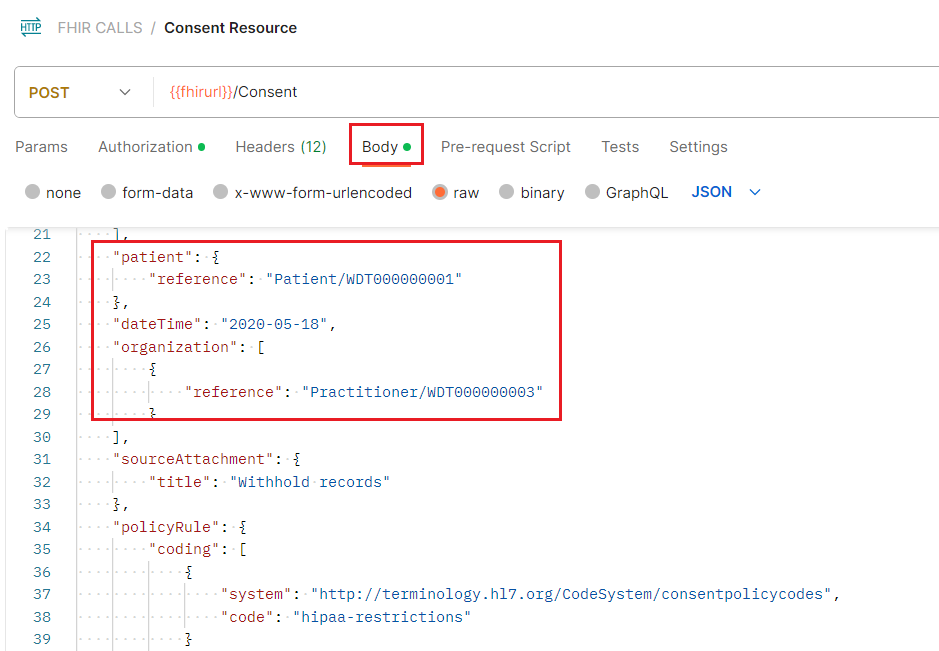 HTTP FHIR CALLS / Consent Resource
POST {{fhirurl}}/Consent
Params Authorization Headers (12) Body Pre-request Script Tests Settings
none form-data x-www-form-urlencoded raw binary GraphQL JSON
21 ],
22 "patient": {
23 "reference": "Patient/WDT000000001"
24 },
25 "dateTime": "2020-05-18",
26 "organization": [
27 {
28 "reference": "Practitioner/WDT000000003"
29 }
30 ],
31 "sourceAttachment": {
32 "title": "Withhold records"
33 },
34 "policyRule": {
35 "coding": [
36 {
37 "system": "http://terminology.hl7.org/CodeSystem/consentpolicycodes",
38 "code": "hipaa-restrictions"
39 }